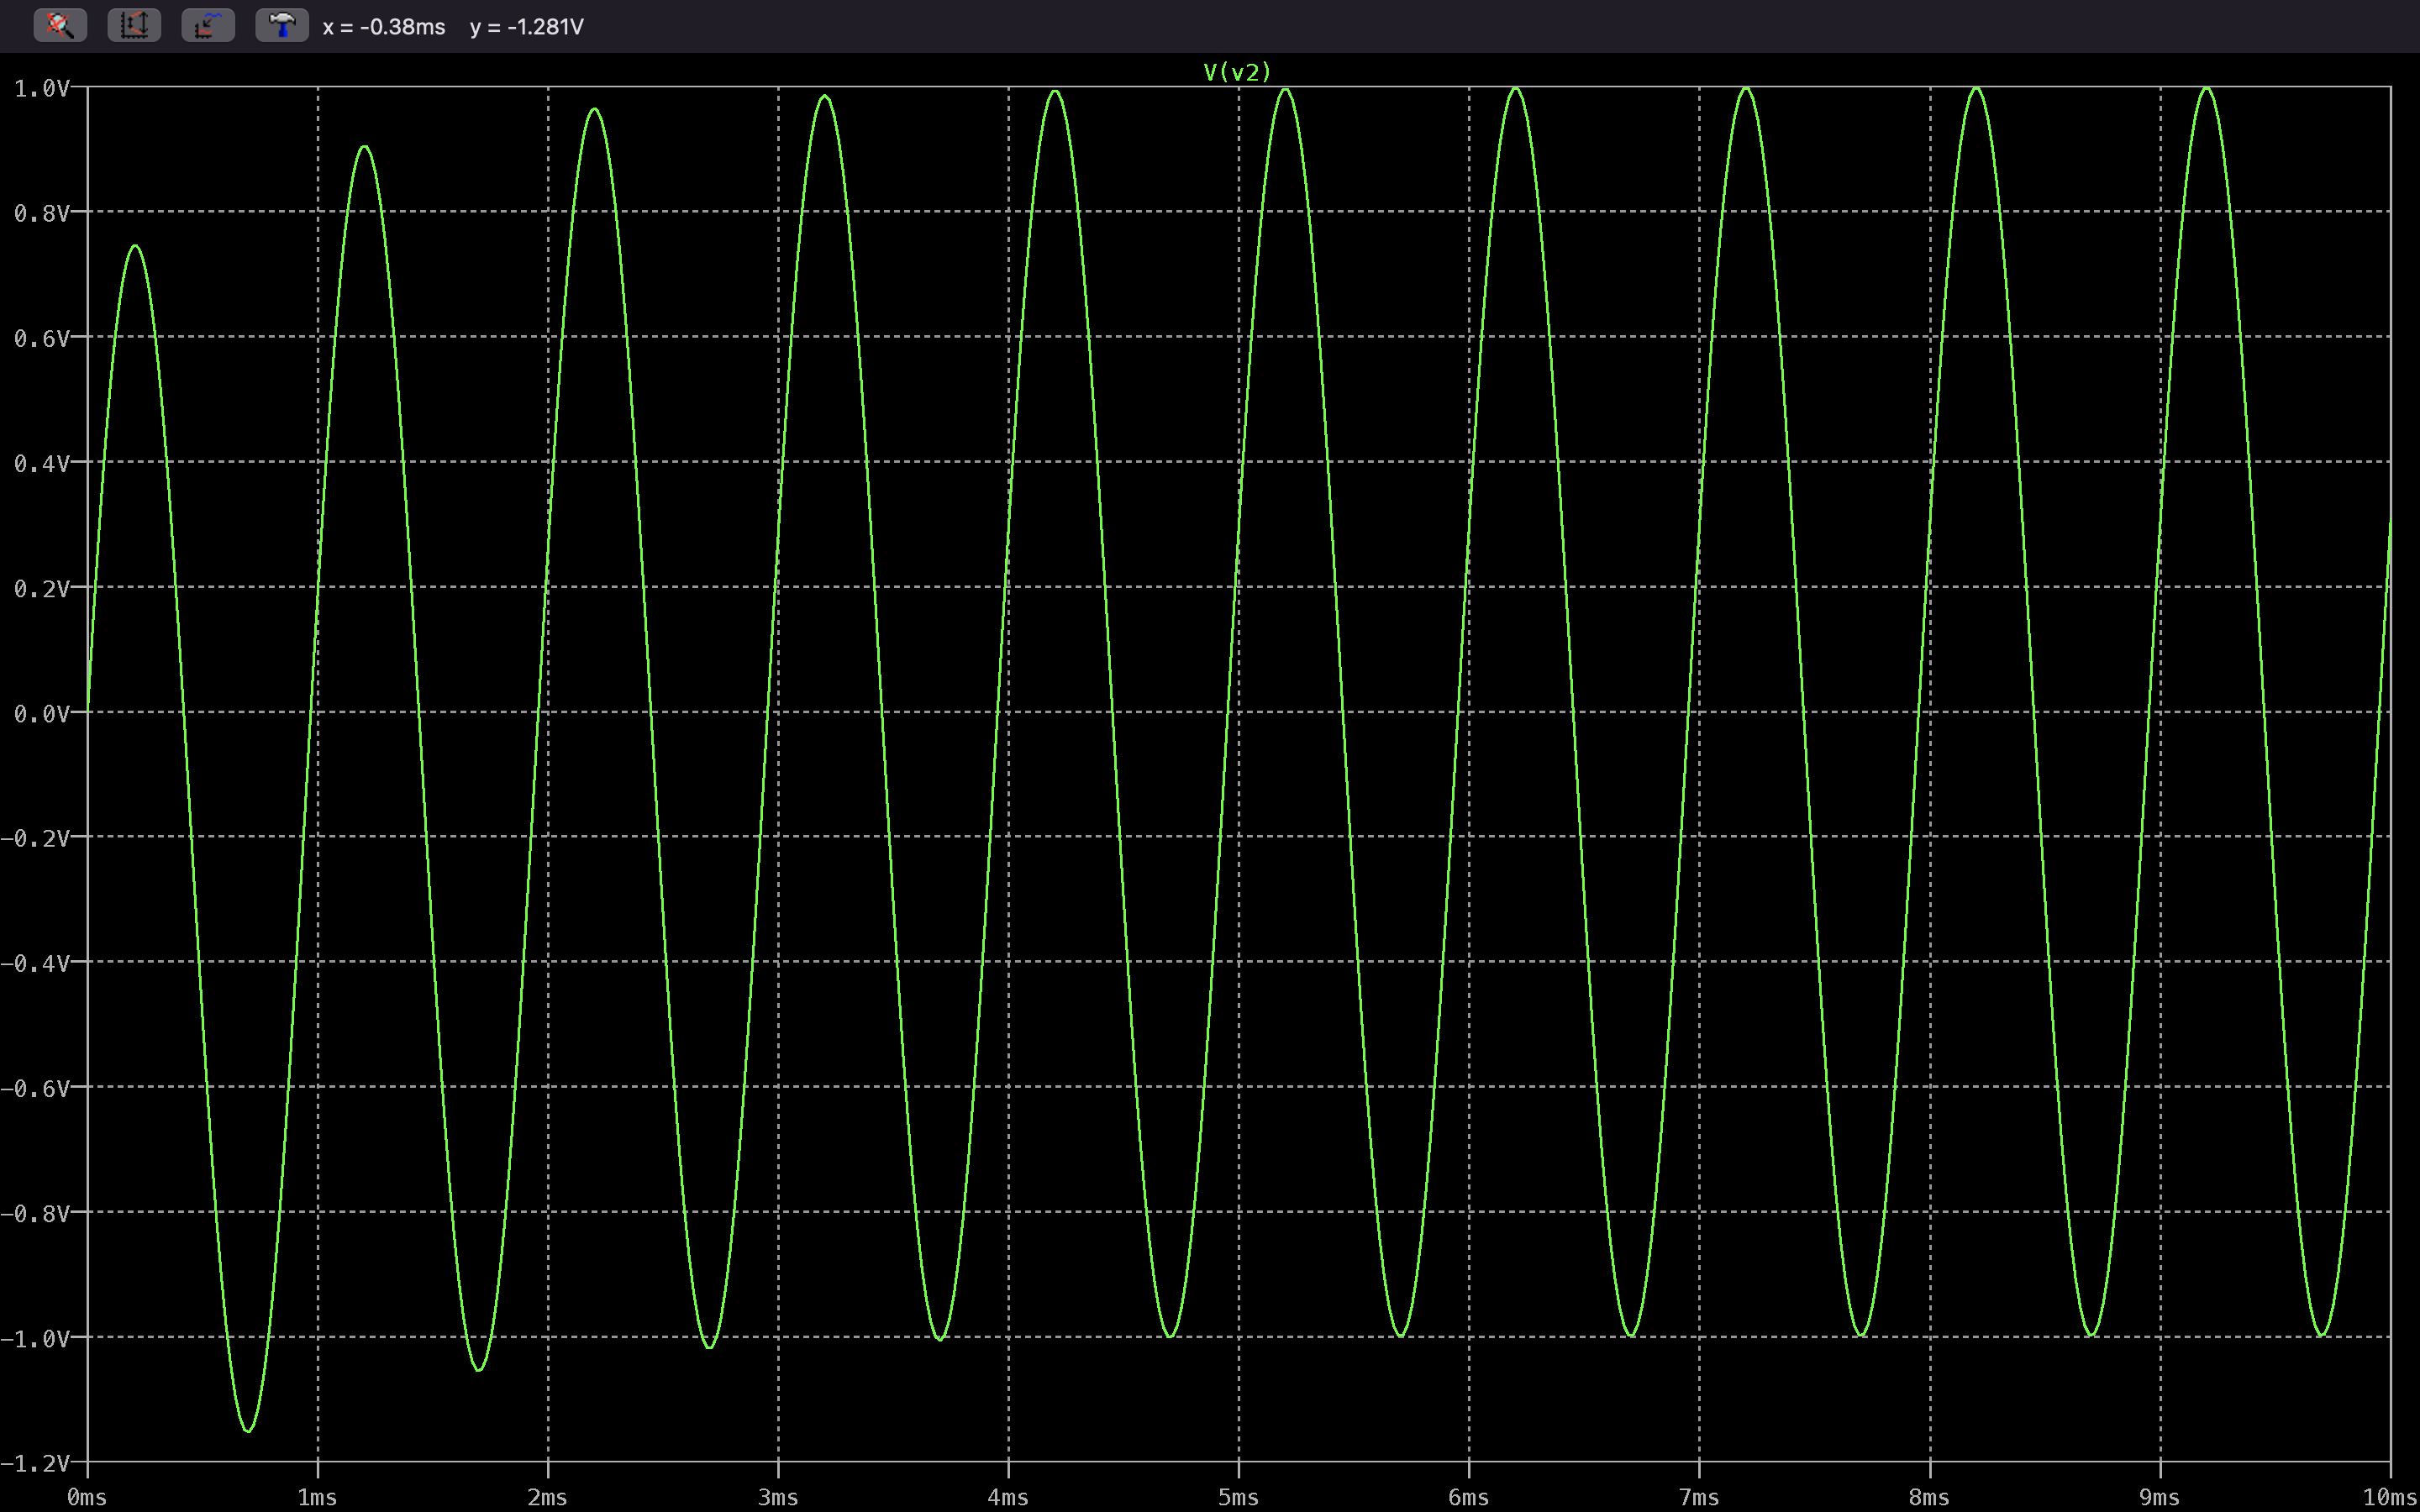 x = -0.38ms y = -1.281V
V(v2)
1.0V
0.8V
0.6V
0.4V
0.2V
0.0V
-0.2V
-0.4V
-0.6V
-0.8V
-1.0V
-1.2V
0ms 1ms 2ms 3ms 4ms 5ms 6ms 7ms 8ms 9ms 10ms